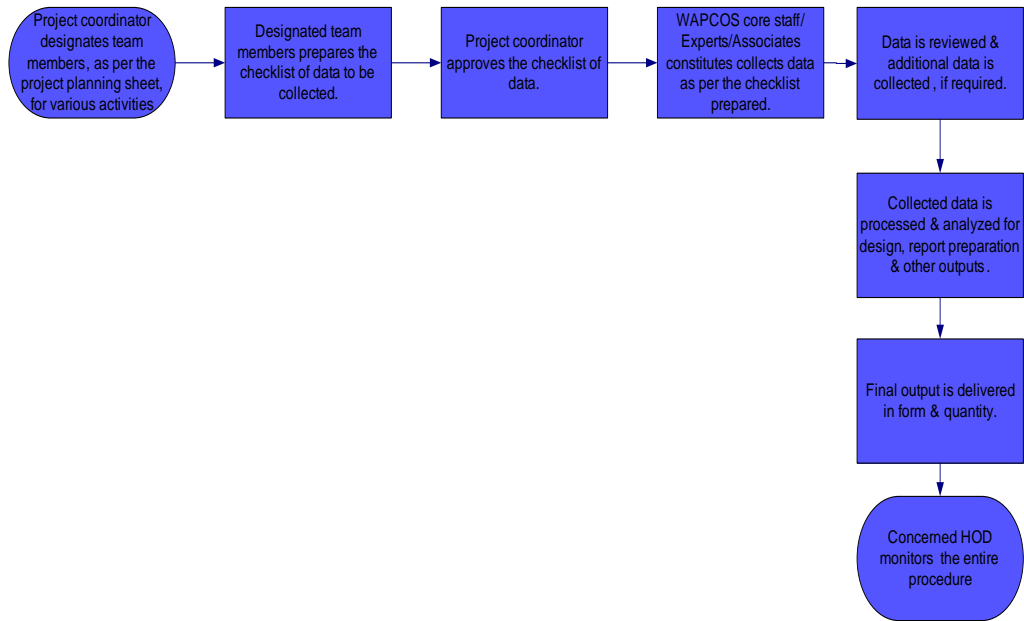 Project coordinator
designates team
members, as per the
project planning sheet,
for various activities
Designated team
members prepares the
checklist of data to be
collected.
Project coordinator
approves the checklist of
data.
WAPCOS core staff/
Experts/Associates
constitutes collects data
as per the checklist
prepared.
Data is reviewed &
additional data is
collected , if required.
Collected data is
processed & analyzed for
design, report preparation
& other outputs.
Final output is delivered
in form & quantity.
Concerned HOD
monitors the entire
procedure